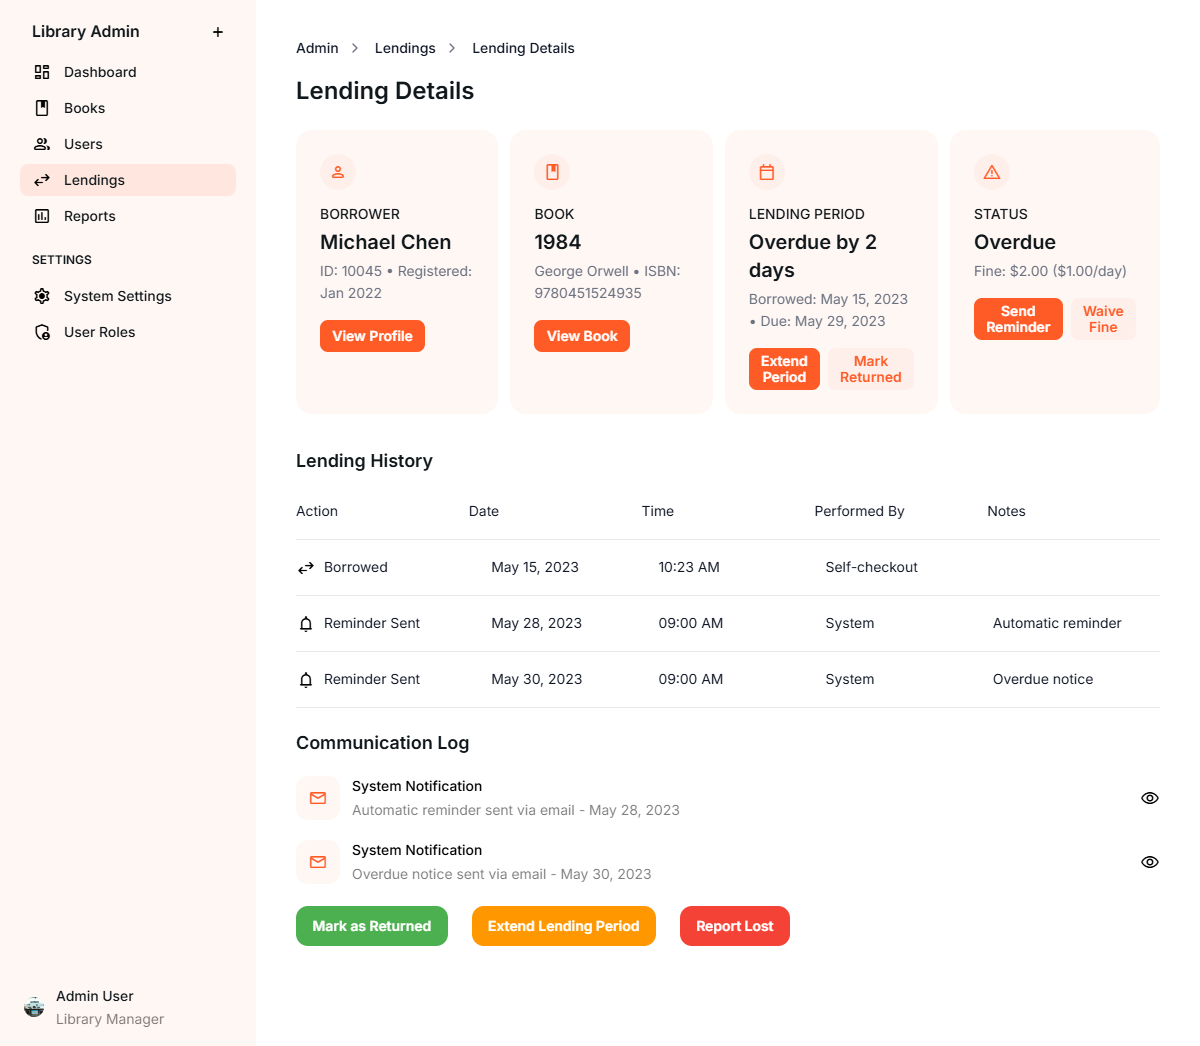 Library Admin
+
Dashboard
Books
Users
Lendings
Reports
SETTINGS
System Settings
User Roles
Admin User
Library Manager
Admin > Lendings > Lending Details
Lending Details
BORROWER
Michael Chen
ID: 10045 • Registered:
Jan 2022
View Profile
BOOK
1984
George Orwell • ISBN:
9780451524935
View Book
LENDING PERIOD
Overdue by 2
days
Borrowed: May 15, 2023
• Due: May 29, 2023
Extend
Period
Mark
Returned
STATUS
Overdue
Fine: $2.00 ($1.00/day)
Send
Reminder
Waive
Fine
Lending History
Action Date Time Performed By Notes
Borrowed May 15, 2023 10:23 AM Self-checkout
Reminder Sent May 28, 2023 09:00 AM System Automatic reminder
Reminder Sent May 30, 2023 09:00 AM System Overdue notice
Communication Log
System Notification
Automatic reminder sent via email - May 28, 2023
System Notification
Overdue notice sent via email - May 30, 2023
Mark as Returned Extend Lending Period Report Lost